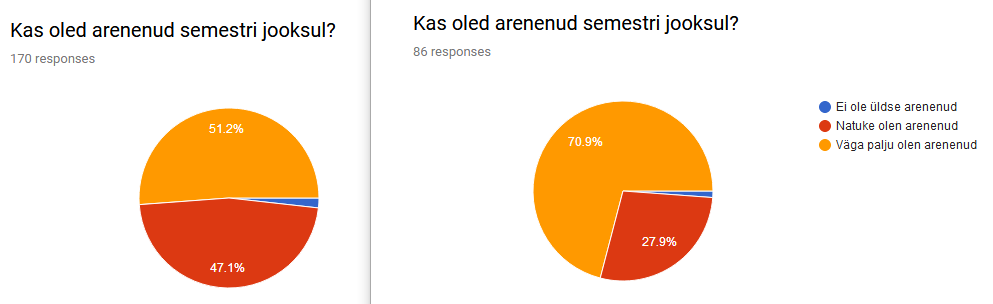 Kas oled arenenud semestri jooksul?
170 responses
51.2%
47.1%
Kas oled arenenud semestri jooksul?
86 responses
70.9%
27.9%
Ei ole üldse arenenud
Natuke olen arenenud
Väga palju olen arenenud